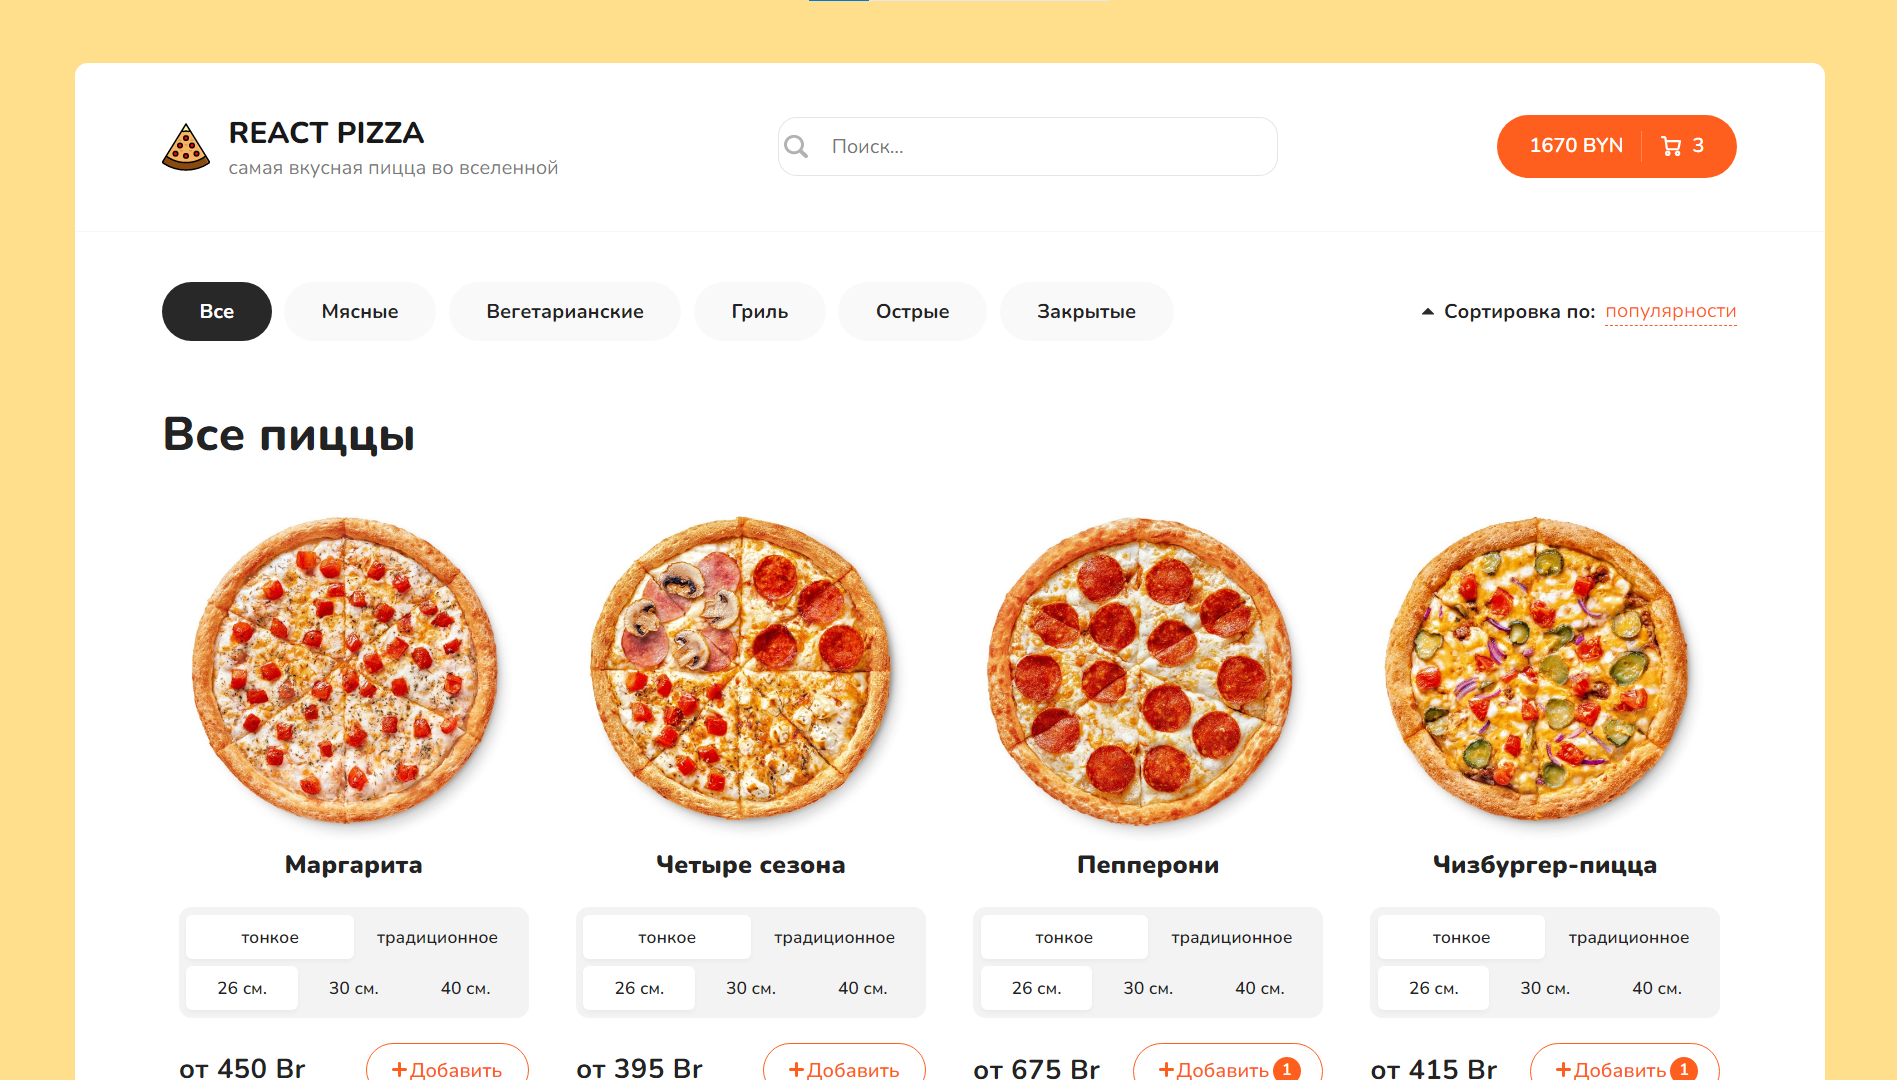 REACT PIZZA
самая вкусная пицца во вселенной
Поиск...
1670 BYN 3
Все Мясные Вегетарианские Гриль Острые Закрытые Сортировка по: популярности
Все пиццы
Маргарита Четыре сезона Пепперони Чизбургер-пицца
тонкое традиционное тонкое традиционное тонкое традиционное тонкое традиционное
26 см. 30 см. 40 см. 26 см. 30 см. 40 см. 26 см. 30 см. 40 см. 26 см. 30 см. 40 см.
от 450 Br +Добавить от 395 Br +Добавить от 675 Br +Добавить 1 от 415 Br +Добавить 1